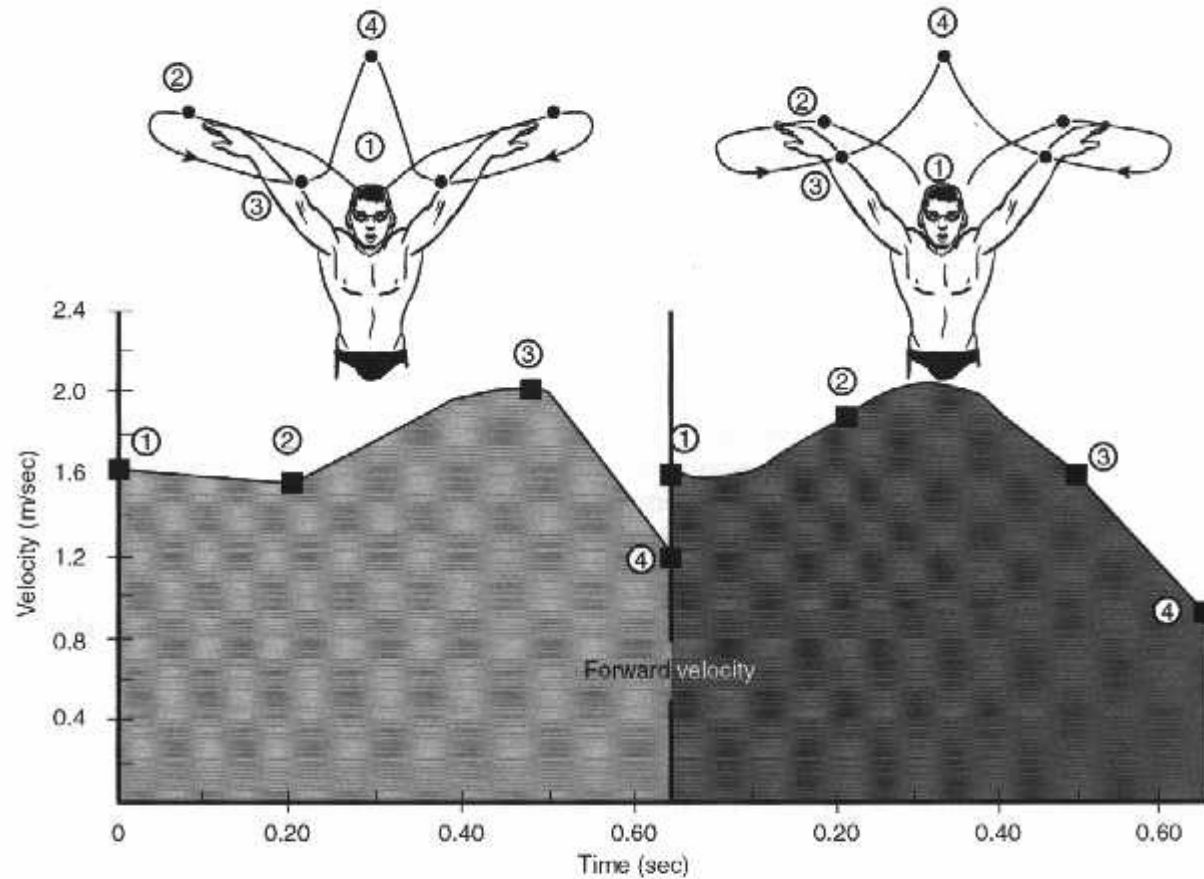 ④ ④
② ②
① ①
③ ③
2.4
2.0
1.6
1.2
0.8
0.4
Velocity (m/sec)
① ② ③ ④
① ② ③ ④
Forward velocity
0 0.20 0.40 0.60 0.20 0.40 0.60
Time (sec)